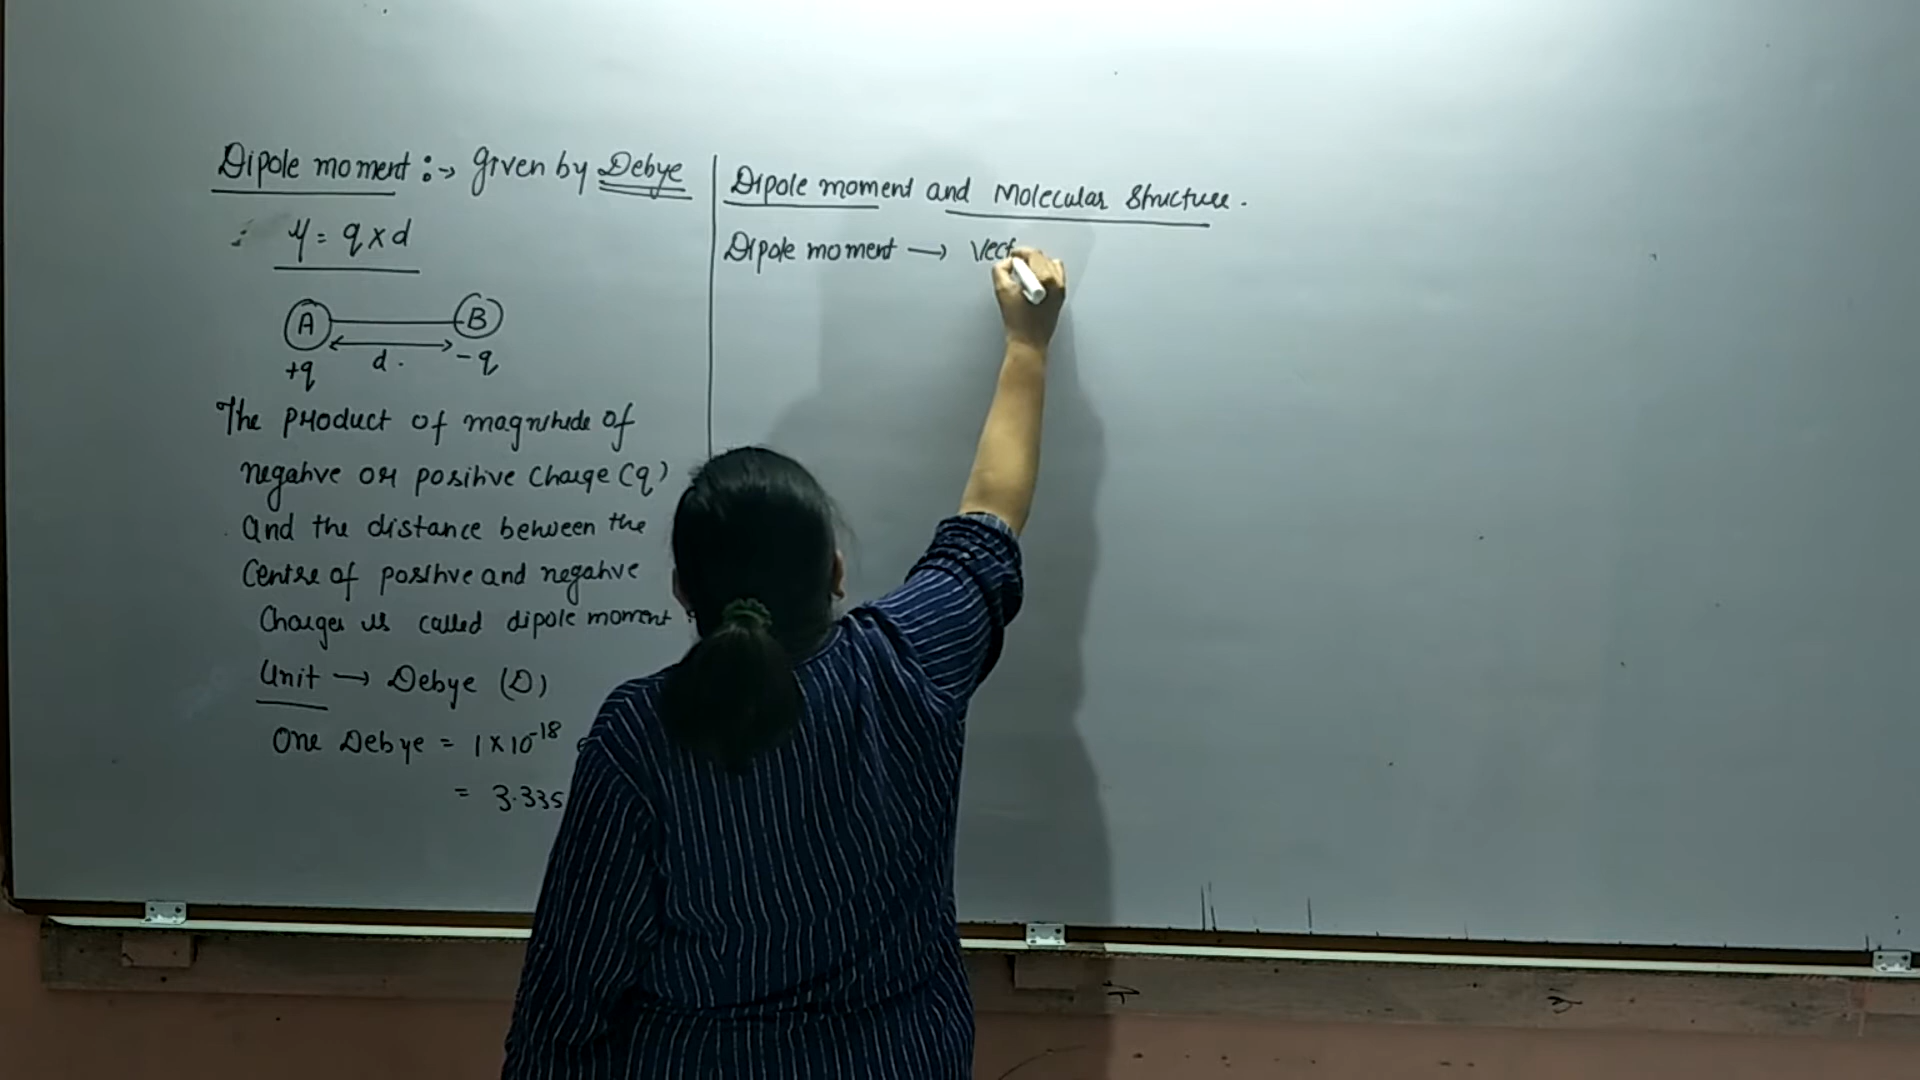 Dipole moment :→ Given by Debye
μ = q x d
A B
d.
+q -q
The product of magnitude of
negative or positive charge (q)
and the distance between the
centre of positive and negative
charges is called dipole moment
Unit → Debye (D)
One Debye = 1 x 10⁻¹⁸
= 3.335
Dipole moment and Molecular Structure.
Dipole moment → Vect